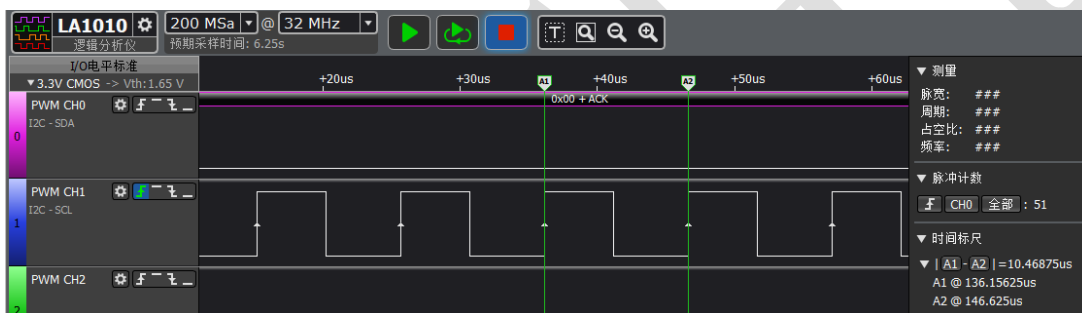 LA1010
逻辑分析仪
200 MSa @ 32 MHz
预期采样时间: 6.25s
T
I/O电平标准
3.3V CMOS -> Vth:1.65 V
+20us +30us A1 +40us A2 +50us +60us
PWM CH0
I2C - SDA
0
0x00 + ACK
PWM CH1
I2C - SCL
1
PWM CH2
2
测量
脉宽: ###
周期: ###
占空比: ###
频率: ###
脉冲计数
CH0 全部 : 51
时间标尺
| A1 - A2 | =10.46875us
A1 @ 136.15625us
A2 @ 146.625us